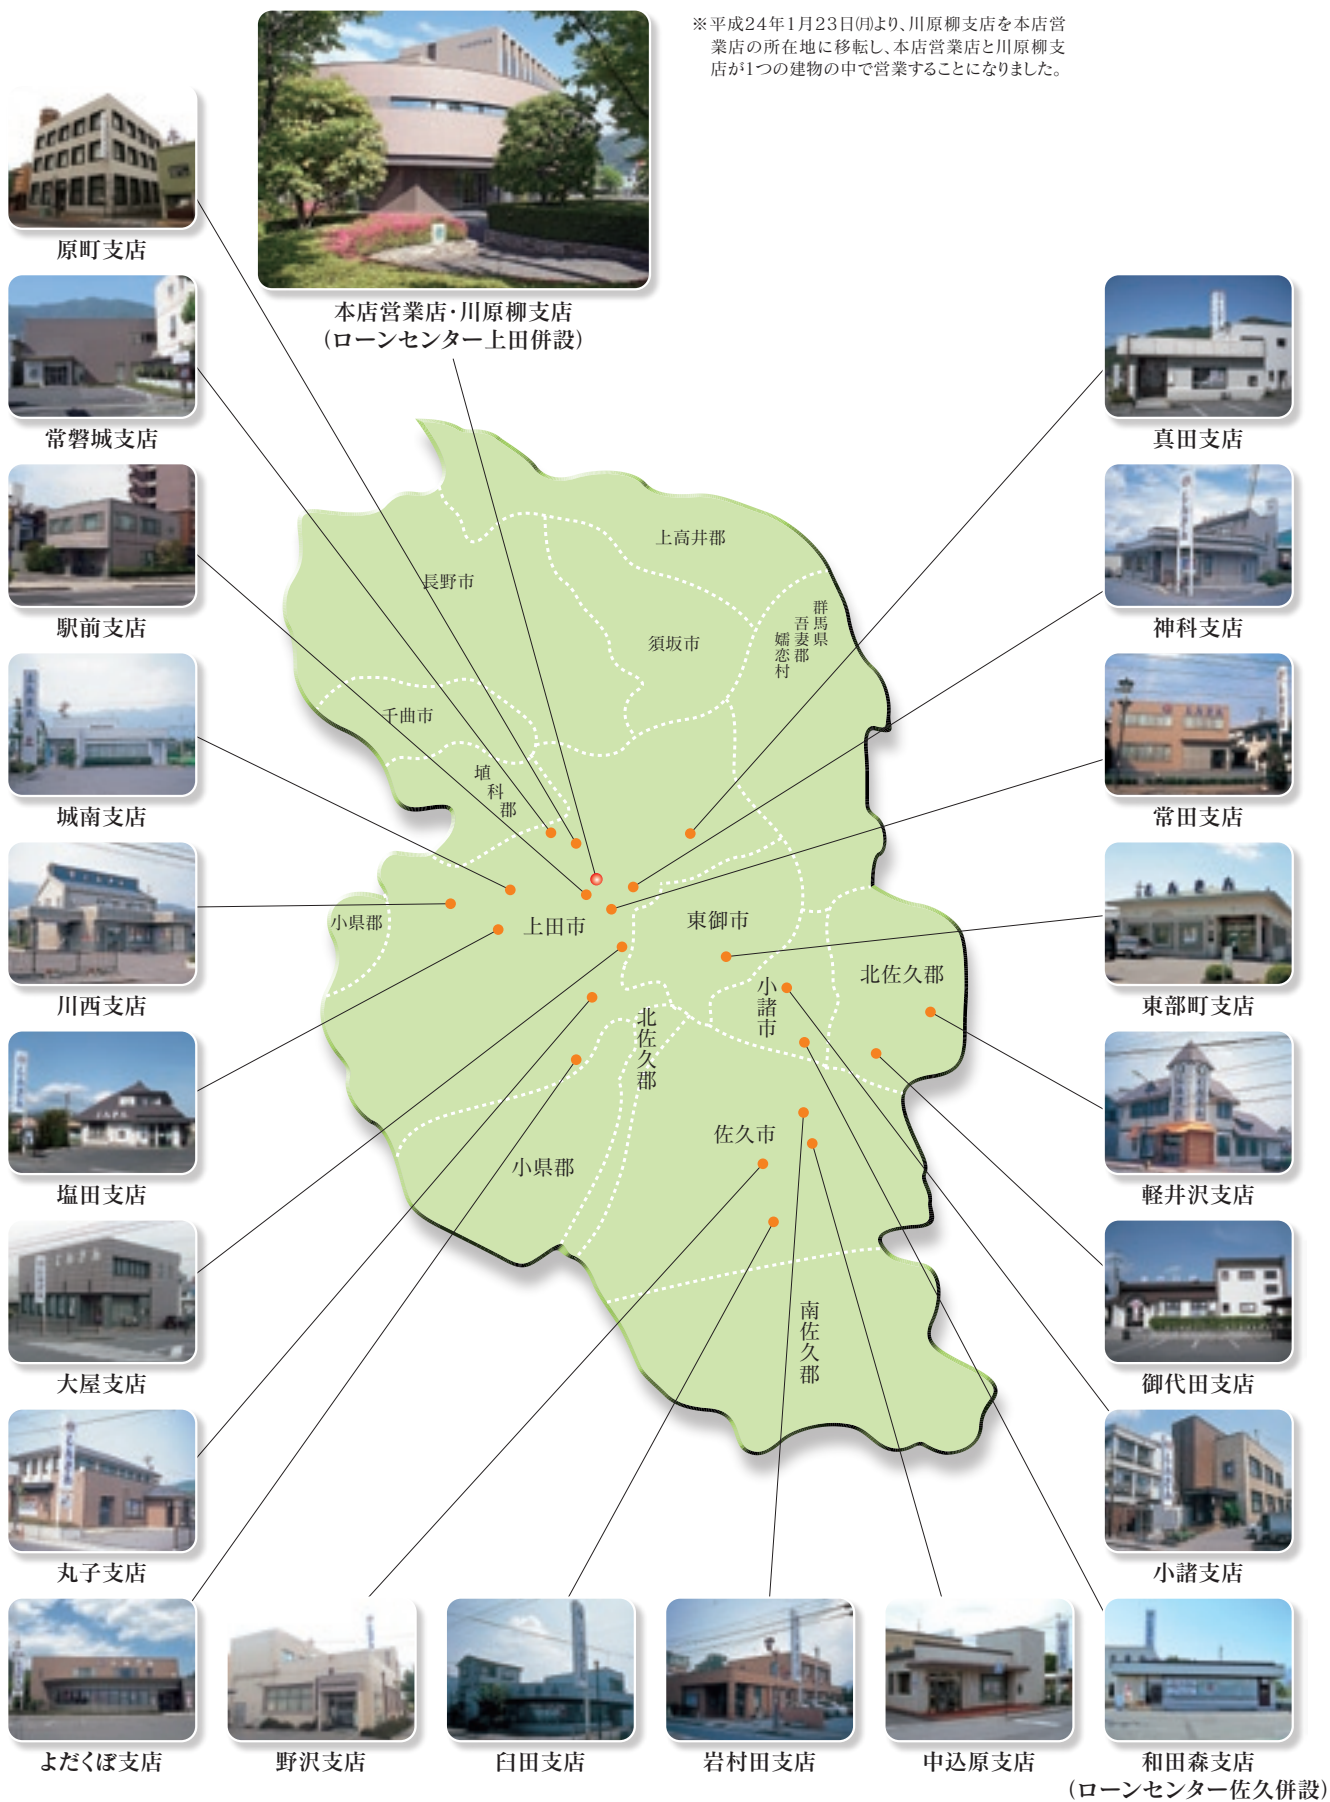 ※平成24年1月23日㈪より、川原柳支店を本店営
業店の所在地に移転し、本店営業店と川原柳支
店が1つの建物の中で営業することになりました。
原町支店
本店営業店・川原柳支店
(ローンセンター上田併設)
常磐城支店
真田支店
駅前支店
神科支店
城南支店
常田支店
川西支店
東部町支店
塩田支店
軽井沢支店
大屋支店
御代田支店
丸子支店
小諸支店
よだくぼ支店
野沢支店
臼田支店
岩村田支店
中込原支店
和田森支店
(ローンセンター佐久併設)
上高井郡
長野市
須坂市
群馬県
吾妻郡
嬬恋村
千曲市
埴科郡
小県郡
上田市
東御市
北佐久郡
小諸市
北佐久郡
佐久市
小県郡
南佐久郡